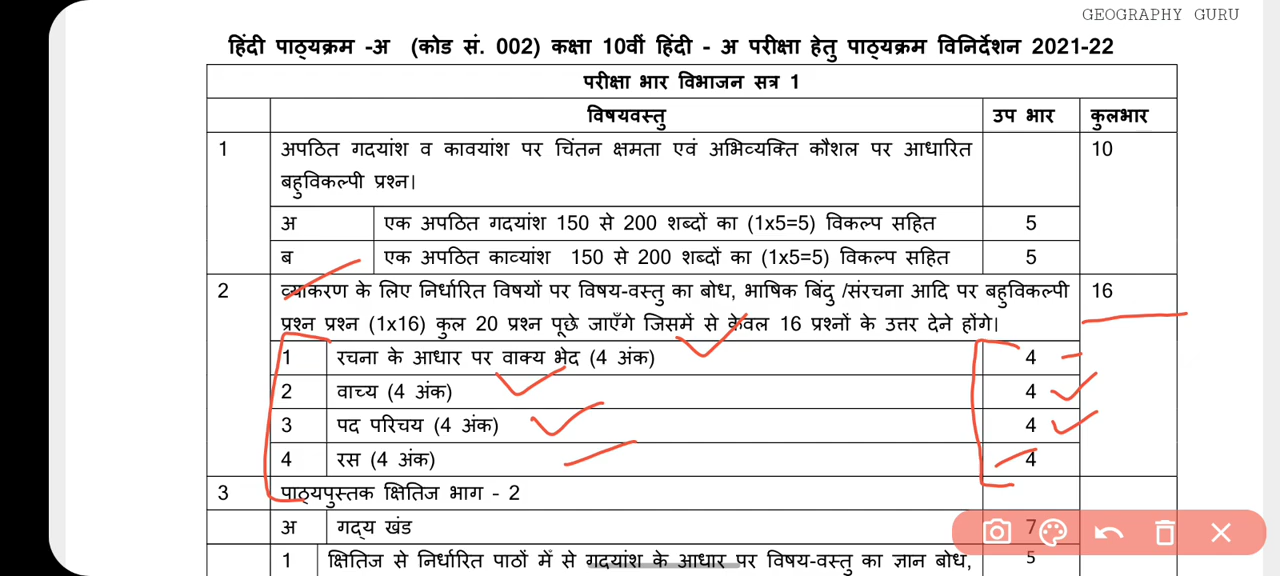 GEOGRAPHY GURU
हिंदी पाठ्यक्रम -अ (कोड सं. 002) कक्षा 10वीं हिंदी - अ परीक्षा हेतु पाठ्यक्रम विनिर्देशन 2021-22
परीक्षा भार विभाजन सत्र 1
विषयवस्तु उप भार कुलभार
1 अपठित गदयांश व कावयांश पर चिंतन क्षमता एवं अभिव्यक्ति कौशल पर आधारित 10
बहुविकल्पी प्रश्न।
अ एक अपठित गदयांश 150 से 200 शब्दों का (1x5=5) विकल्प सहित 5
ब एक अपठित काव्यांश 150 से 200 शब्दों का (1x5=5) विकल्प सहित 5
2 व्याकरण के लिए निर्धारित विषयों पर विषय-वस्तु का बोध, भाषिक बिंदु /संरचना आदि पर बहुविकल्पी 16
प्रश्न प्रश्न (1x16) कुल 20 प्रश्न पूछे जाएँगे जिसमें से केवल 16 प्रश्नों के उत्तर देने होंगे।
1 रचना के आधार पर वाक्य भेद (4 अंक) 4
2 वाच्य (4 अंक) 4
3 पद परिचय (4 अंक) 4
4 रस (4 अंक) 4
3 पाठ्यपुस्तक क्षितिज भाग - 2
अ गद्य खंड 7
1 क्षितिज से निर्धारित पाठों में से गदयांश के आधार पर विषय-वस्तु का ज्ञान बोध, 5